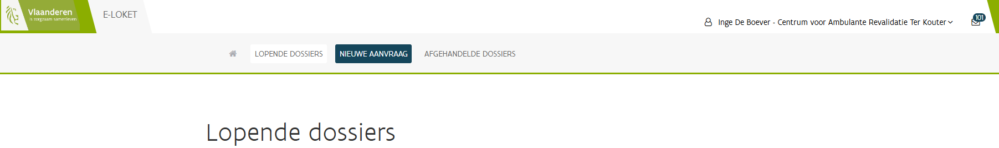 Vlaanderen
is zorgzaam samenleven
E-LOKET
Inge De Boever - Centrum voor Ambulante Revalidatie Ter Kouter
101
LOPENDE DOSSIERS
NIEUWE AANVRAAG
AFGEHANDELDE DOSSIERS
Lopende dossiers